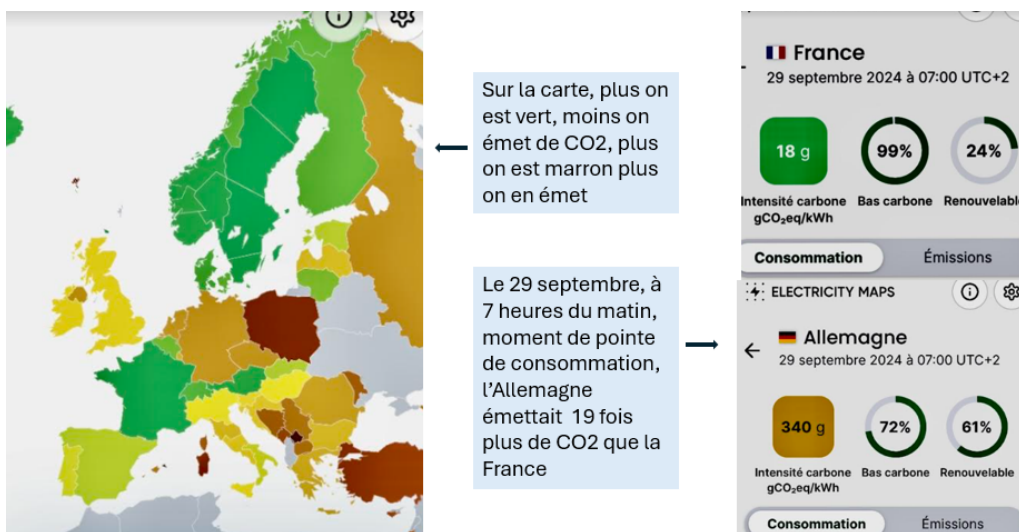 Sur la carte, plus on
est vert, moins on
émet de CO2, plus
on est marron plus
on en émet
Le 29 septembre, à
7 heures du matin,
moment de pointe
de consommation,
l'Allemagne
émettait 19 fois
plus de CO2 que la
France
France
29 septembre 2024 à 07:00 UTC+2
18 g
99%
24%
Intensité carbone
gCO₂eq/kWh
Bas carbone
Renouvelable
Consommation
Émissions
ELECTRICITY MAPS
Allemagne
29 septembre 2024 à 07:00 UTC+2
340 g
72%
61%
Intensité carbone
gCO₂eq/kWh
Bas carbone
Renouvelable
Consommation
Émissions